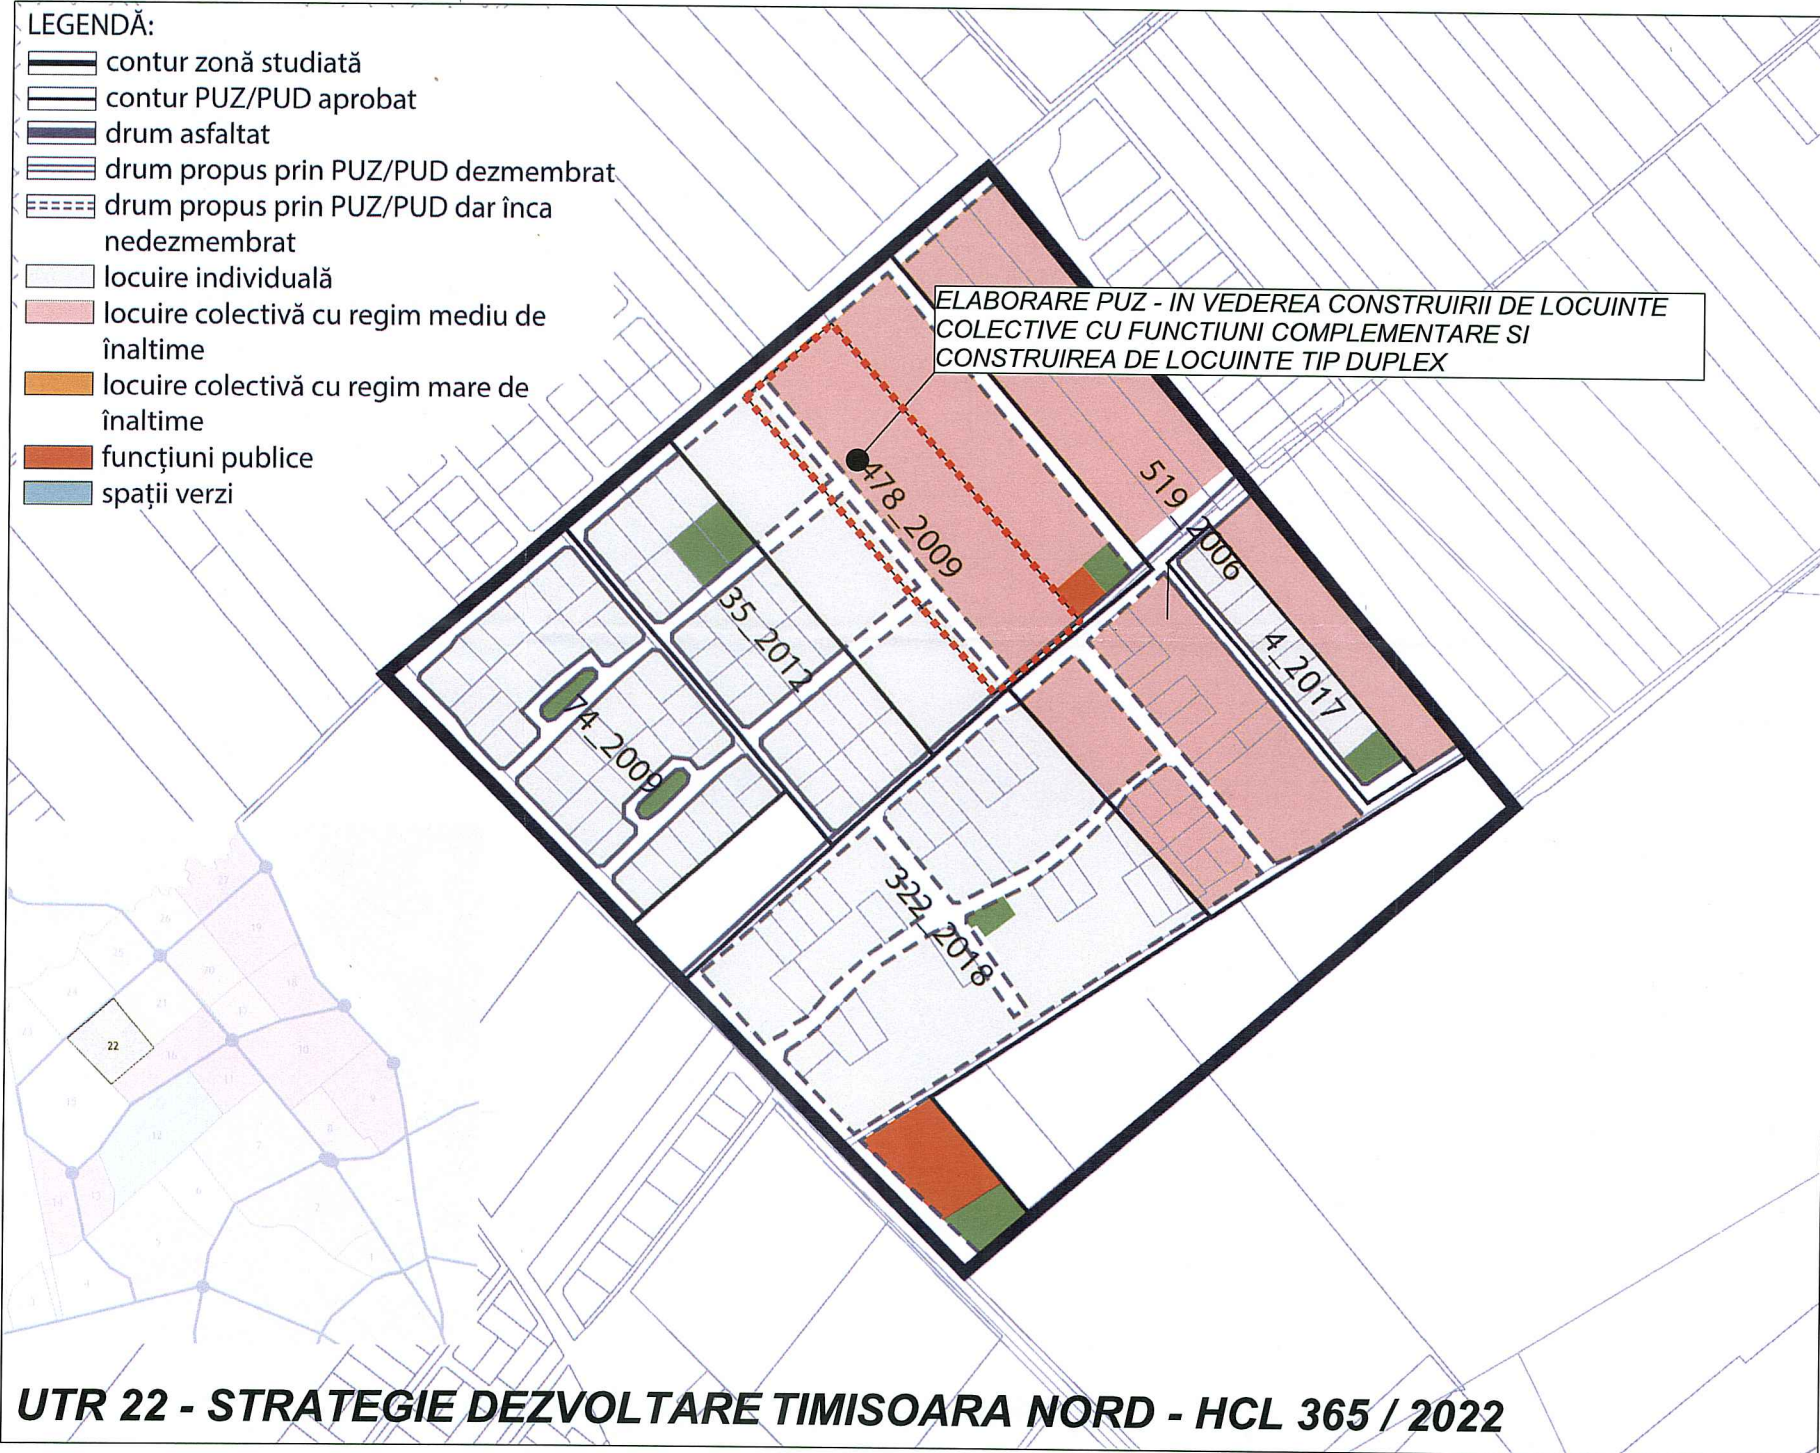 LEGENDĂ:
contur zonă studiată
contur PUZ/PUD aprobat
drum asfaltat
drum propus prin PUZ/PUD dezmembrat
drum propus prin PUZ/PUD dar înca
nedezmembrat
locuire individuală
locuire colectivă cu regim mediu de
înaltime
locuire colectivă cu regim mare de
înaltime
funcțiuni publice
spații verzi
ELABORARE PUZ - IN VEDEREA CONSTRUIRII DE LOCUINTE
COLECTIVE CU FUNCTIUNI COMPLEMENTARE SI
CONSTRUIREA DE LOCUINTE TIP DUPLEX
478_2009
519_2006
35_2012
4_2017
74_2009
322_2018
22
UTR 22 - STRATEGIE DEZVOLTARE TIMISOARA NORD - HCL 365 / 2022